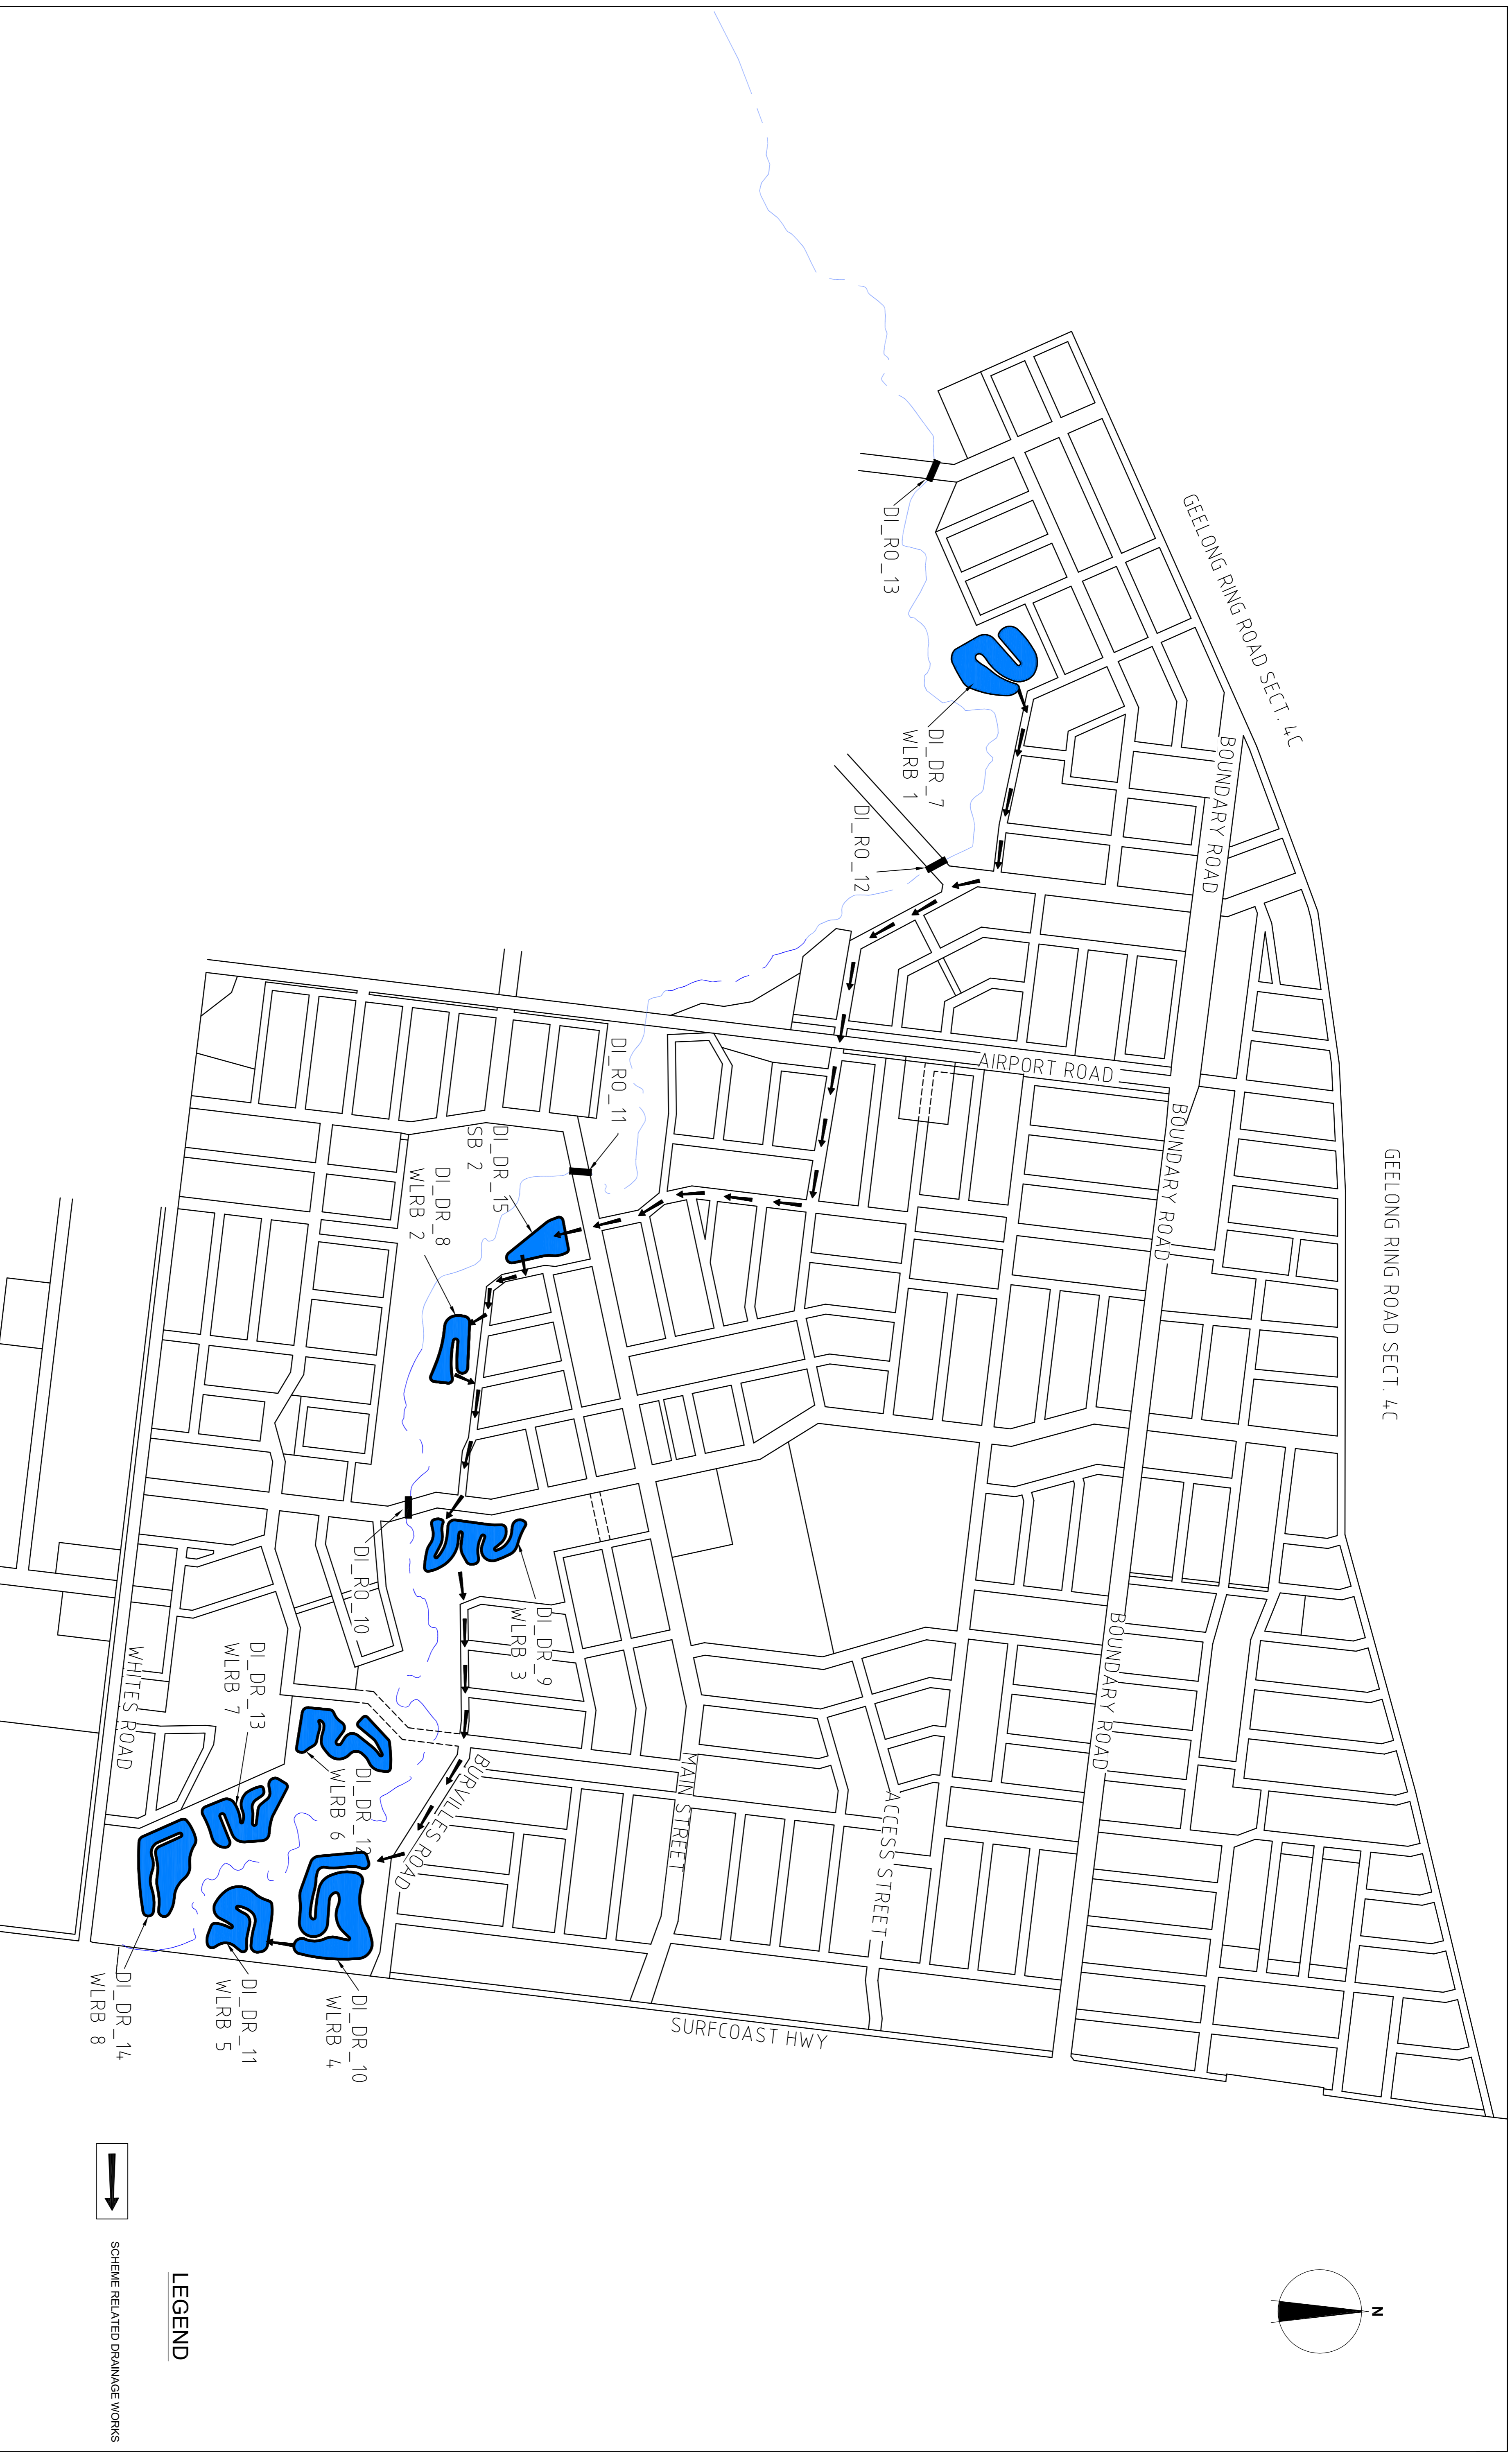 GEELONG RING ROAD SECT. 4C
GEELONG RING ROAD SECT. 4C
N
BOUNDARY ROAD
BOUNDARY ROAD
BOUNDARY ROAD
DI_RO_13
DI_DR_7
WLRB 1
DI_RO_12
AIRPORT ROAD
DI_RO_11
DI_DR_15
SB 2
DI_DR_8
WLRB 2
ACCESS STREET
MAIN STREET
SURFCOAST HWY
DI_DR_9
WLRB 3
DI_RO_10
BURVILLES ROAD
DI_DR_12
WLRB 6
DI_DR_10
WLRB 4
DI_DR_13
WLRB 7
DI_DR_11
WLRB 5
WHITES ROAD
DI_DR_14
WLRB 8
LEGEND
SCHEME RELATED DRAINAGE WORKS